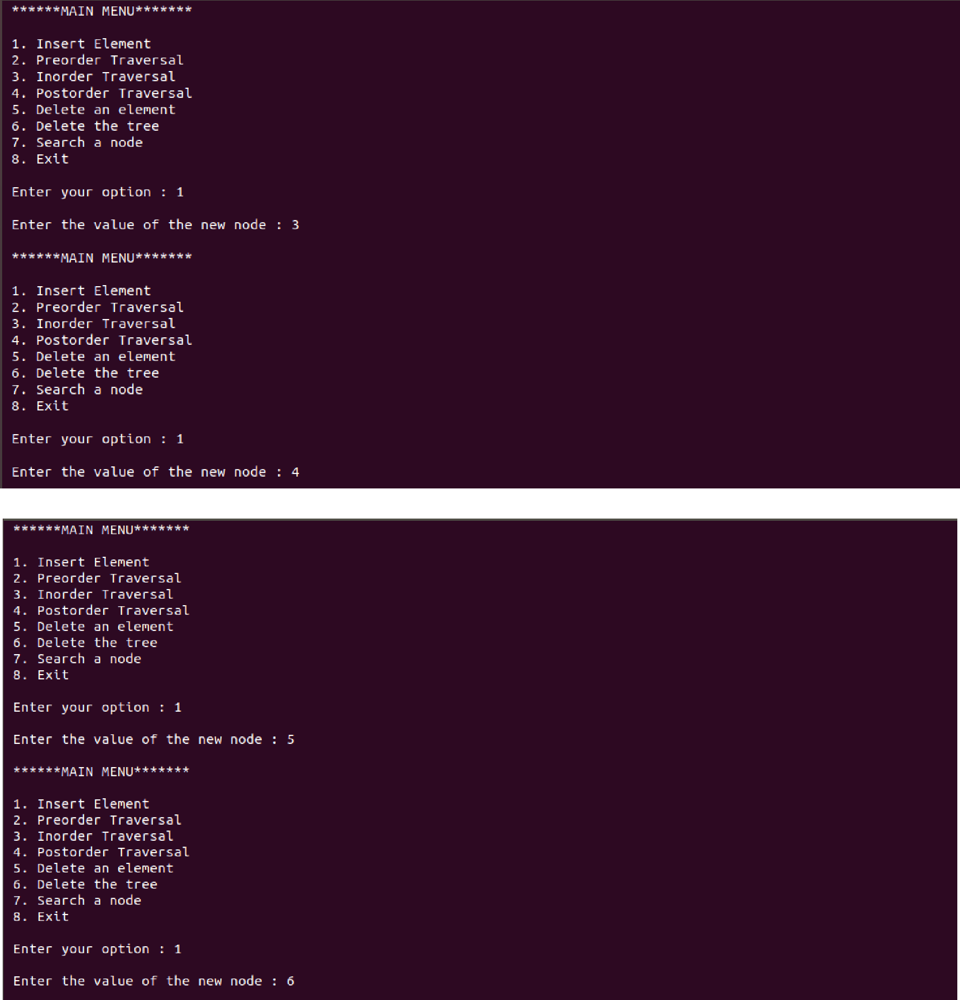 ******MAIN MENU*******
1. Insert Element
2. Preorder Traversal
3. Inorder Traversal
4. Postorder Traversal
5. Delete an element
6. Delete the tree
7. Search a node
8. Exit
Enter your option : 1
Enter the value of the new node : 3
******MAIN MENU*******
1. Insert Element
2. Preorder Traversal
3. Inorder Traversal
4. Postorder Traversal
5. Delete an element
6. Delete the tree
7. Search a node
8. Exit
Enter your option : 1
Enter the value of the new node : 4
******MAIN MENU*******
1. Insert Element
2. Preorder Traversal
3. Inorder Traversal
4. Postorder Traversal
5. Delete an element
6. Delete the tree
7. Search a node
8. Exit
Enter your option : 1
Enter the value of the new node : 5
******MAIN MENU*******
1. Insert Element
2. Preorder Traversal
3. Inorder Traversal
4. Postorder Traversal
5. Delete an element
6. Delete the tree
7. Search a node
8. Exit
Enter your option : 1
Enter the value of the new node : 6